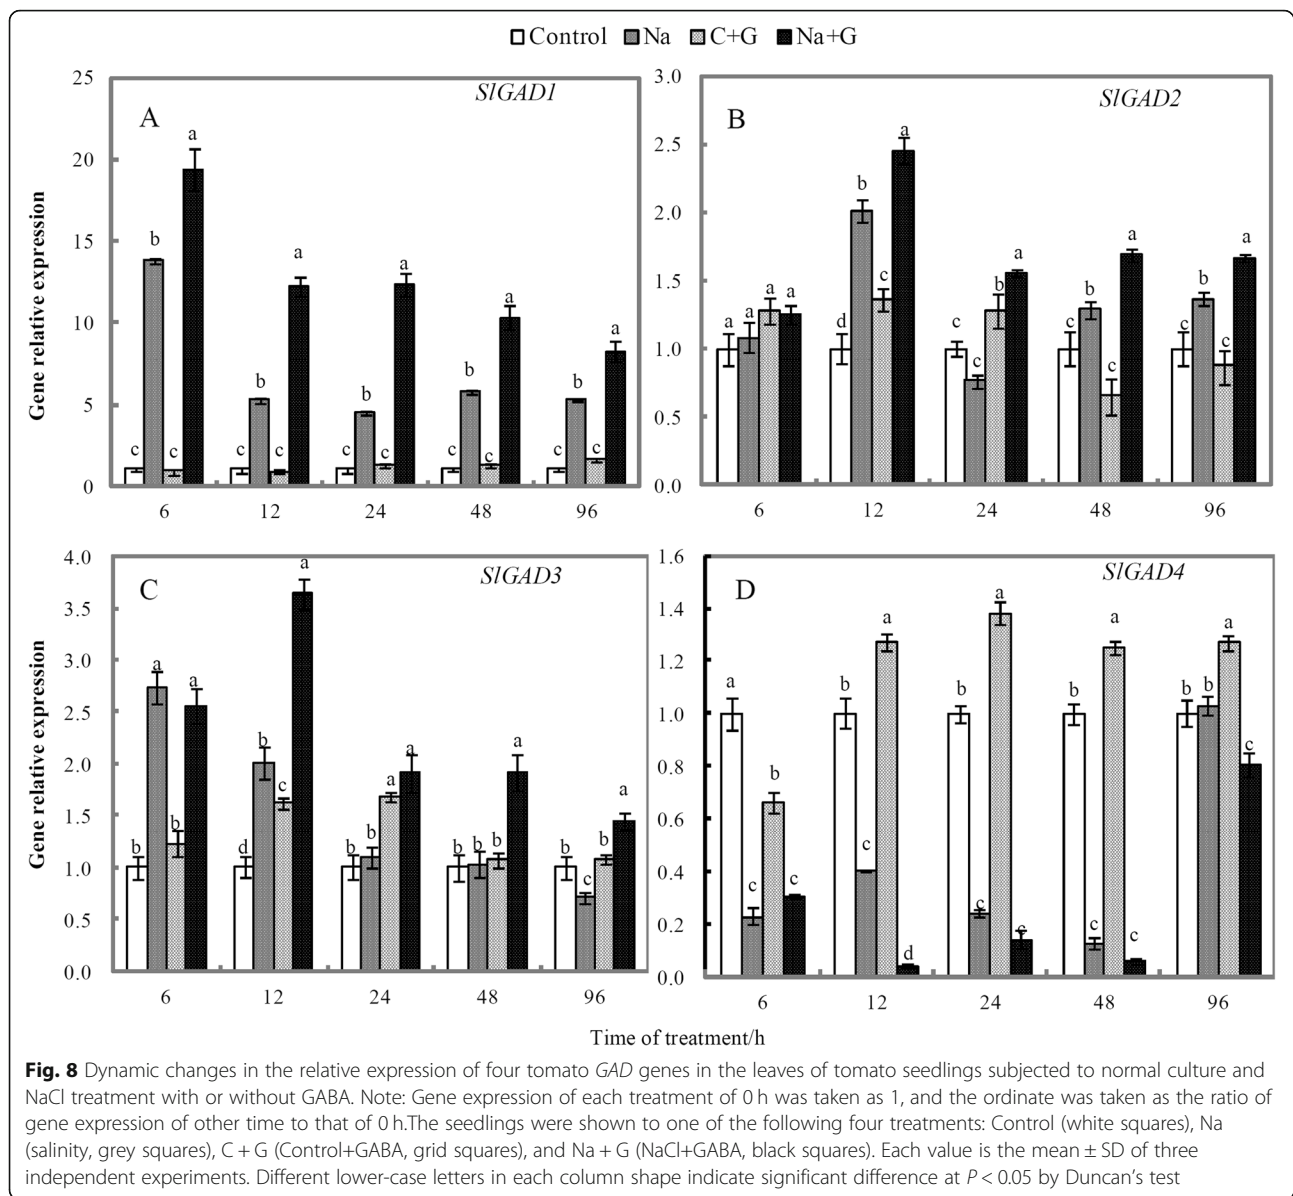 Control Na C+G Na+G
25
20
15
10
5
0
Gene relative expression
A
SlGAD1
c b c a
c b c a
c b c a
c b c a
c b c a
6 12 24 48 96
3.0
2.5
2.0
1.5
1.0
0.5
0.0
B
SlGAD2
a a a a
d b c a
c c b a
c b c a
c b c a
6 12 24 48 96
4.0
3.5
3.0
2.5
2.0
1.5
1.0
0.5
0.0
Gene relative expression
C
SlGAD3
b a b a
d b c a
b b a a
b b b a
b c b a
6 12 24 48 96
1.6
1.4
1.2
1.0
0.8
0.6
0.4
0.2
0.0
D
SlGAD4
a c b c
b c a d
b c a c
b c a c
b b a c
6 12 24 48 96
Time of treatment/h
Fig. 8 Dynamic changes in the relative expression of four tomato GAD genes in the leaves of tomato seedlings subjected to normal culture and
NaCl treatment with or without GABA. Note: Gene expression of each treatment of 0 h was taken as 1, and the ordinate was taken as the ratio of
gene expression of other time to that of 0 h.The seedlings were shown to one of the following four treatments: Control (white squares), Na
(salinity, grey squares), C + G (Control+GABA, grid squares), and Na + G (NaCl+GABA, black squares). Each value is the mean ± SD of three
independent experiments. Different lower-case letters in each column shape indicate significant difference at P < 0.05 by Duncan's test